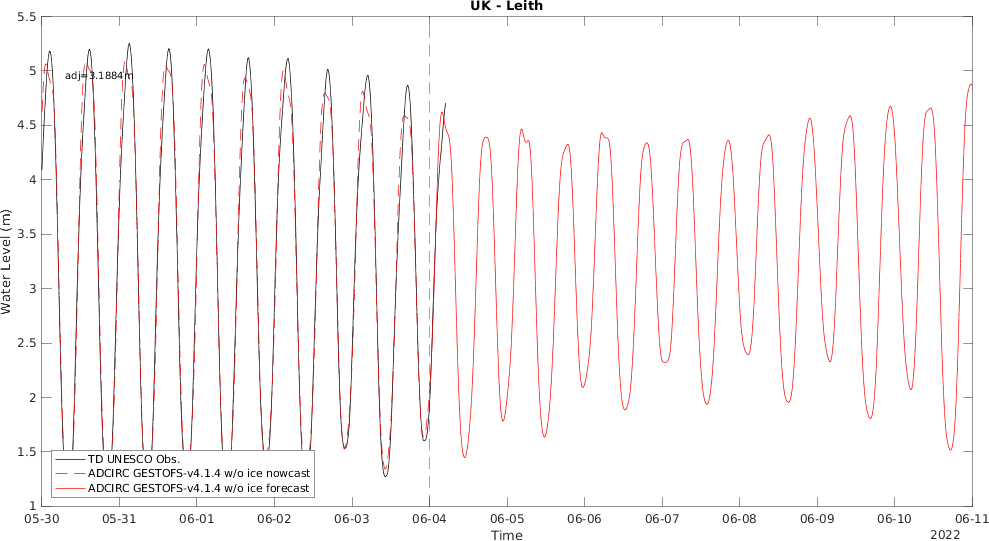 UK - Leith
5.5
5
4.5
4
3.5
3
2.5
2
1.5
1
Water Level (m)
adj=3.1884m
TD UNESCO Obs.
ADCIRC GESTOFS-v4.1.4 w/o ice nowcast
ADCIRC GESTOFS-v4.1.4 w/o ice forecast
05-30 05-31 06-01 06-02 06-03 06-04 06-05 06-06 06-07 06-08 06-09 06-10 06-11
Time
2022